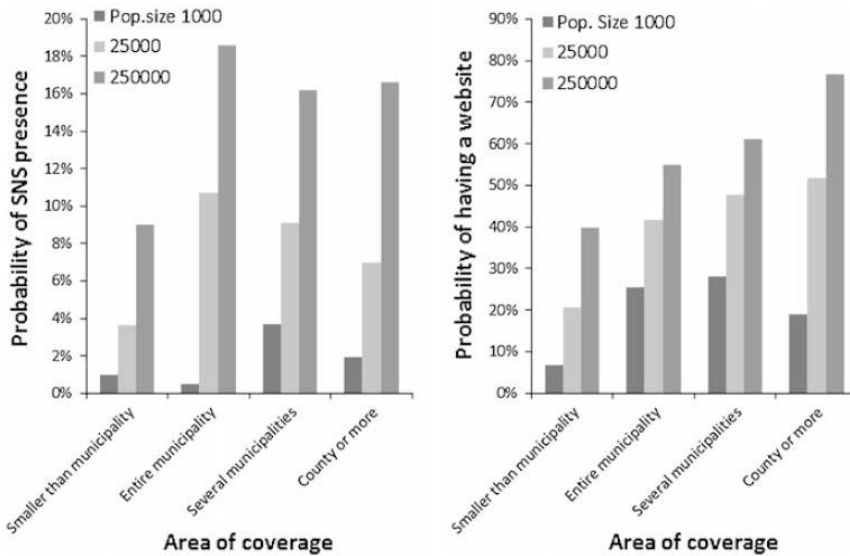 Probability of SNS presence
20%
18%
16%
14%
12%
10%
8%
6%
4%
2%
0%
Pop.size 1000
25000
250000
Smaller than municipality
Entire municipality
Several municipalities
County or more
Area of coverage
Probability of having a website
90%
80%
70%
60%
50%
40%
30%
20%
10%
0%
Pop. Size 1000
25000
250000
Smaller than municipality
Entire municipality
Several municipalities
County or more
Area of coverage